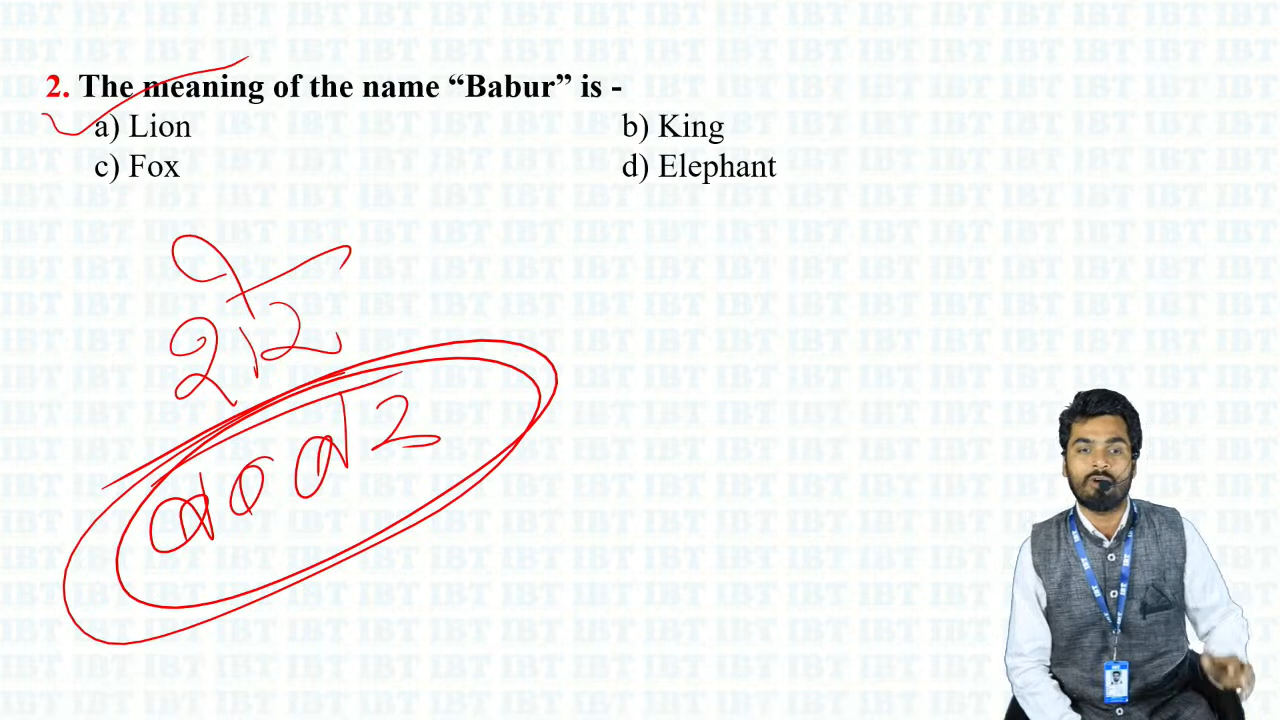 2. The meaning of the name “Babur” is -
a) Lion b) King
c) Fox d) Elephant
शेर